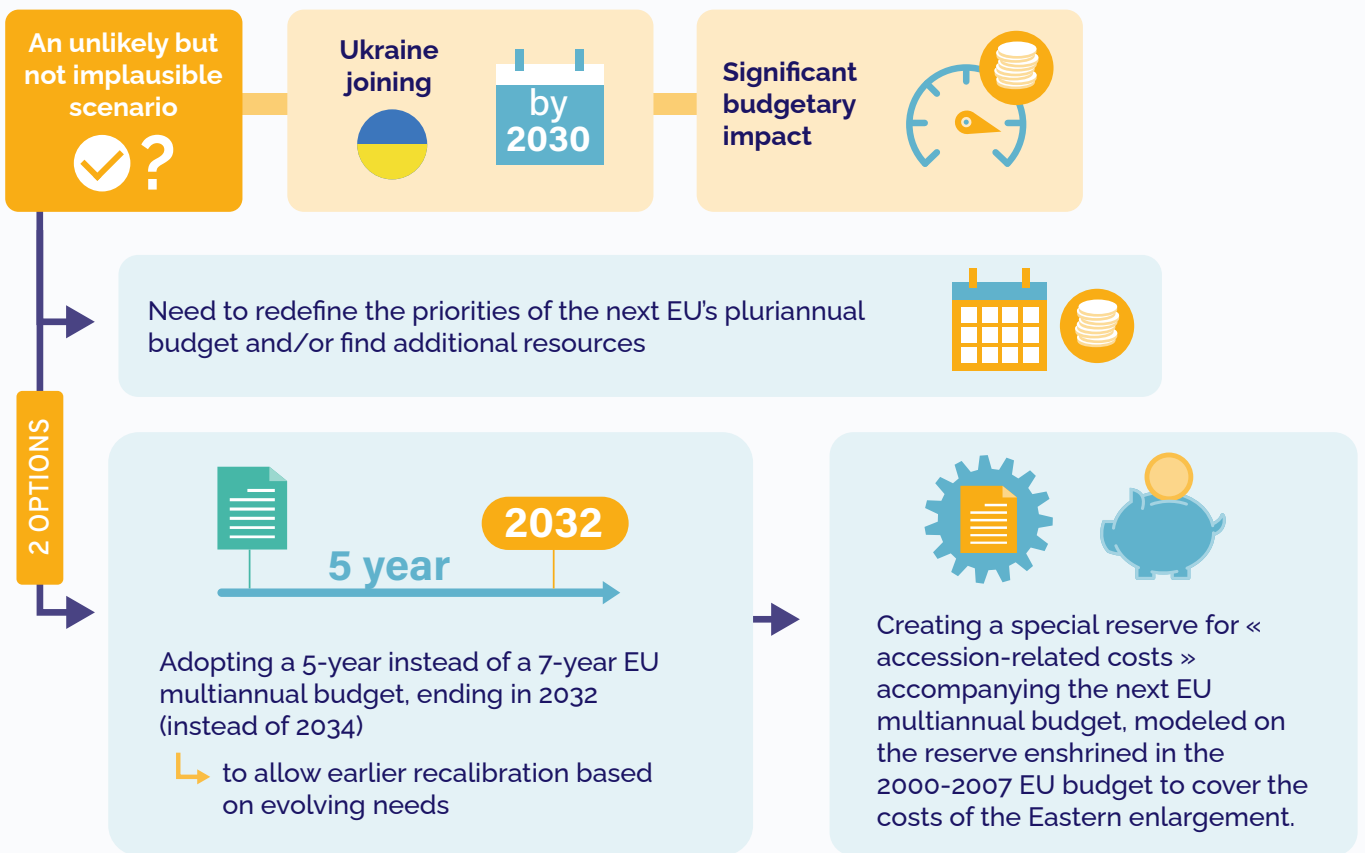 An unlikely but
not implausible
scenario
?
Ukraine
joining
by
2030
Significant
budgetary
impact
Need to redefine the priorities of the next EU’s pluriannual
budget and/or find additional resources
2 OPTIONS
2032
5 year
Adopting a 5-year instead of a 7-year EU
multiannual budget, ending in 2032
(instead of 2034)
to allow earlier recalibration based
on evolving needs
Creating a special reserve for «
accession-related costs »
accompanying the next EU
multiannual budget, modeled on
the reserve enshrined in the
2000-2007 EU budget to cover the
costs of the Eastern enlargement.